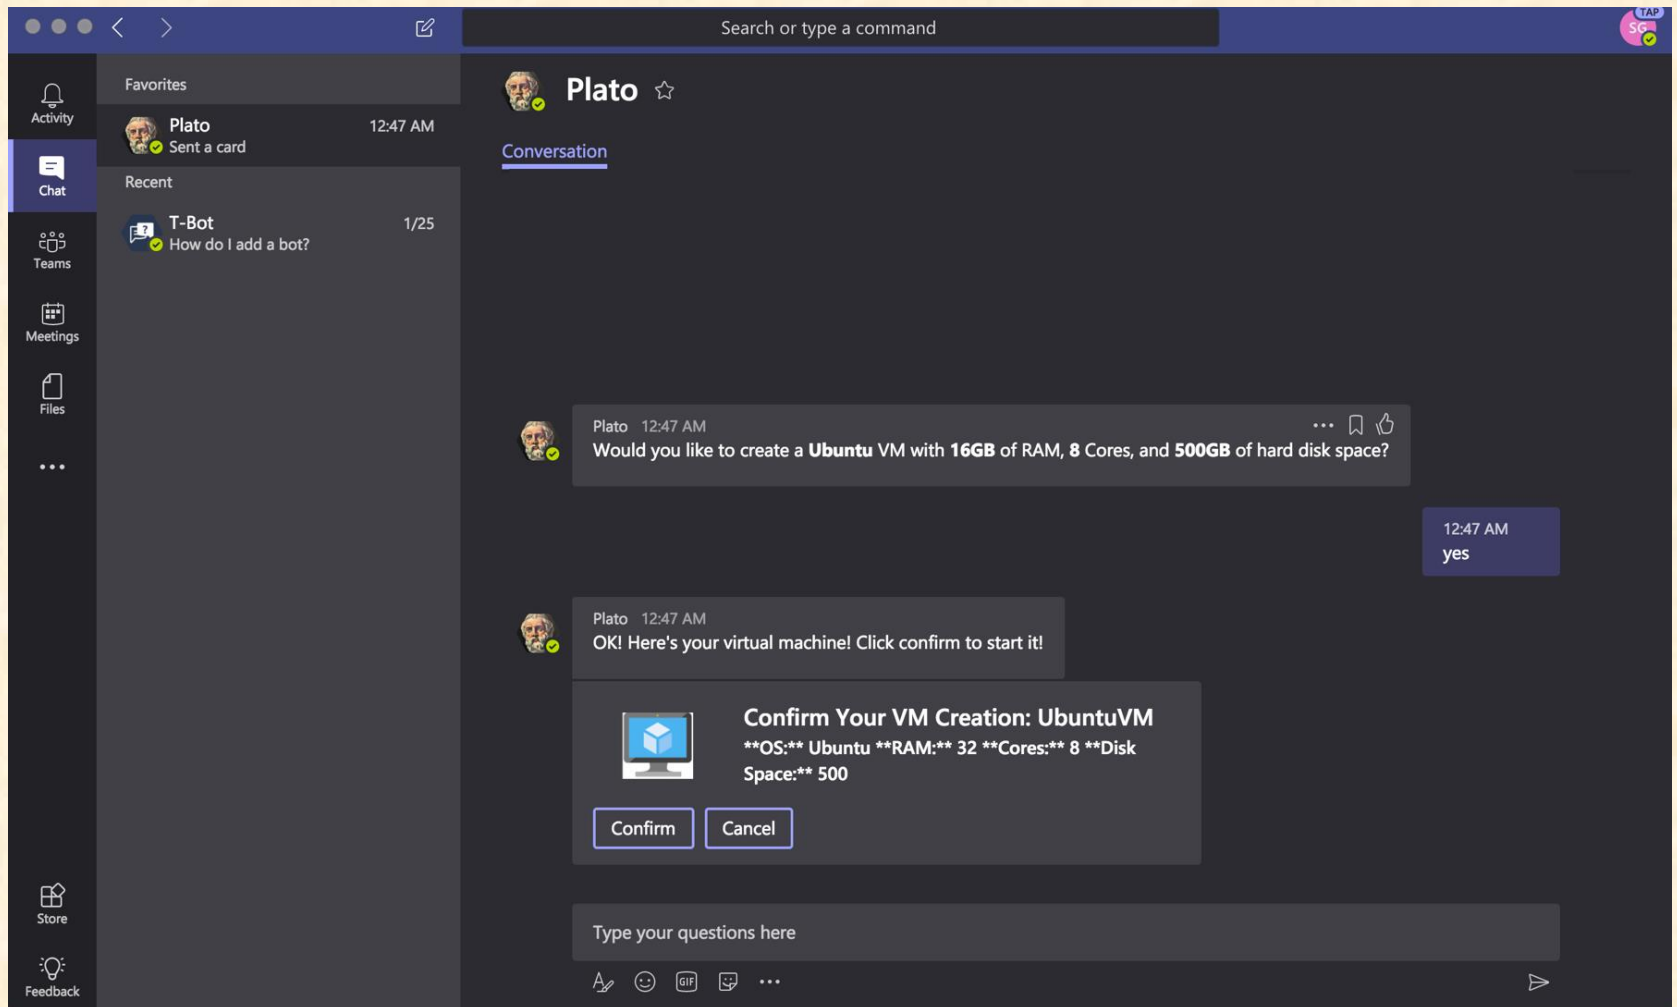 Search or type a command
TAP
SG
Activity
Chat
Teams
Meetings
Files
Store
Feedback
Favorites
Plato 12:47 AM
Sent a card
Recent
T-Bot 1/25
How do I add a bot?
Plato
Conversation
Plato 12:47 AM
Would you like to create a Ubuntu VM with 16GB of RAM, 8 Cores, and 500GB of hard disk space?
12:47 AM
yes
Plato 12:47 AM
OK! Here's your virtual machine! Click confirm to start it!
Confirm Your VM Creation: UbuntuVM
**OS:** Ubuntu **RAM:** 32 **Cores:** 8 **Disk
Space:** 500
Confirm Cancel
Type your questions here
GIF